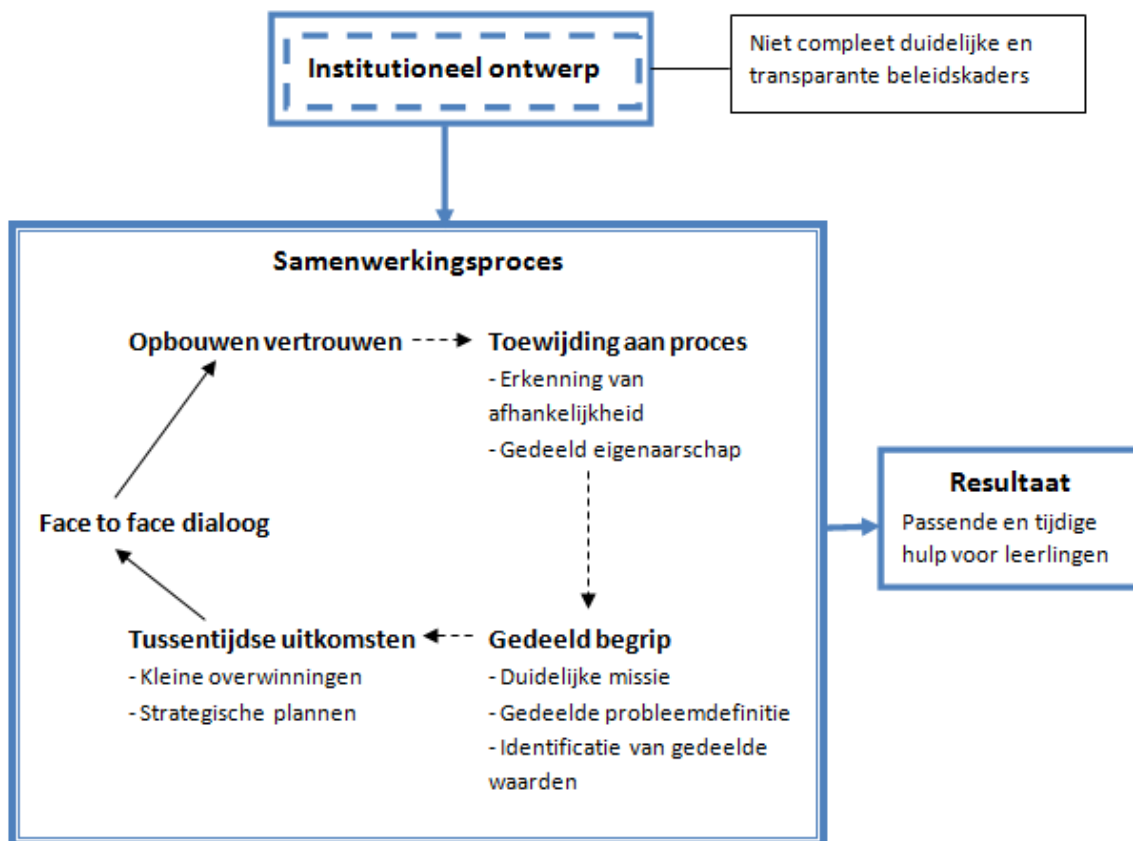 Institutioneel ontwerp
Niet compleet duidelijke en
transparante beleidskaders
Samenwerkingsproces
Opbouwen vertrouwen
Toewijding aan proces
- Erkenning van
afhankelijkheid
- Gedeeld eigenaarschap
Face to face dialoog
Tussentijdse uitkomsten
- Kleine overwinningen
- Strategische plannen
Gedeeld begrip
- Duidelijke missie
- Gedeelde probleemdefinitie
- Identificatie van gedeelde
waarden
Resultaat
Passende en tijdige
hulp voor leerlingen